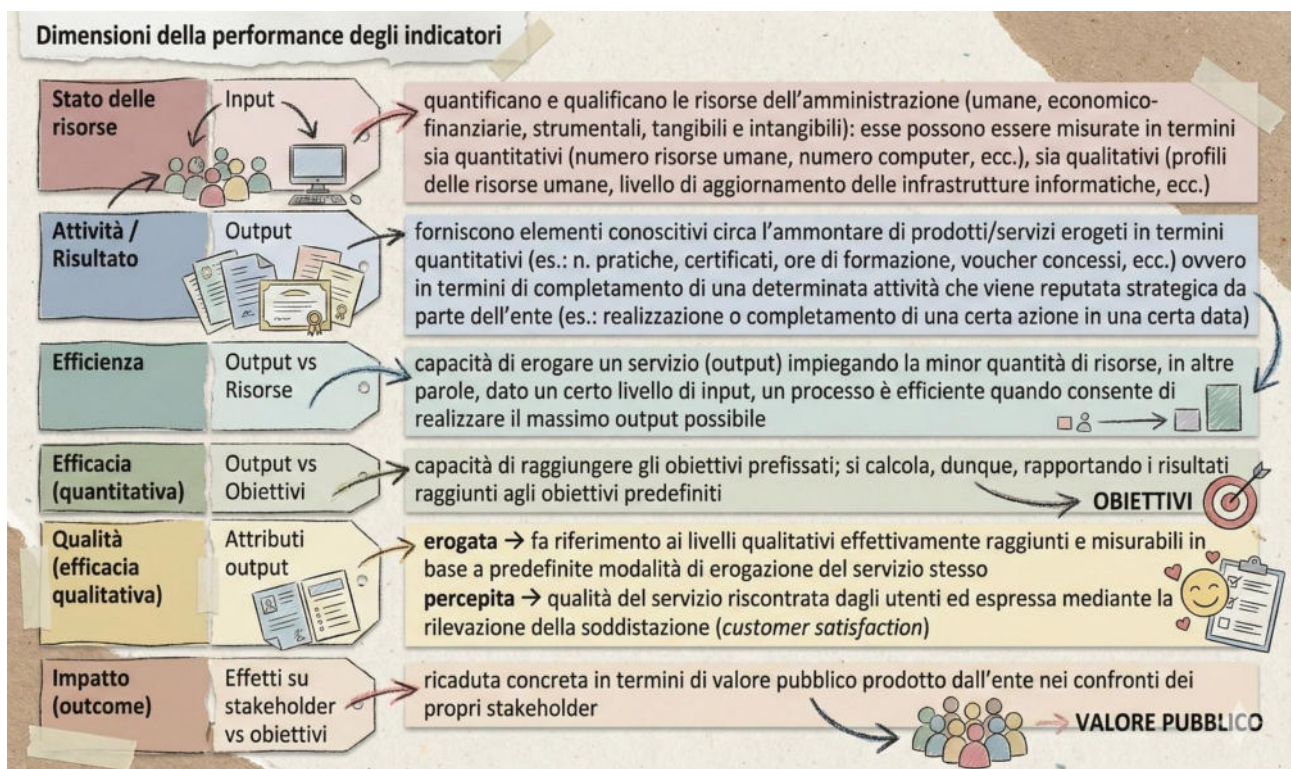 Dimensioni della performance degli indicatori
Stato delle
risorse
Input
quantificano e qualificano le risorse dell'amministrazione (umane, economico-
finanziarie, strumentali, tangibili e intangibili): esse possono essere misurate in termini
sia quantitativi (numero risorse umane, numero computer, ecc.), sia qualitativi (profili
delle risorse umane, livello di aggiornamento delle infrastrutture informatiche, ecc.)
Attività /
Risultato
Output
forniscono elementi conoscitivi circa l'ammontare di prodotti/servizi erogeti in termini
quantitativi (es.: n. pratiche, certificati, ore di formazione, voucher concessi, ecc.) ovvero
in termini di completamento di una determinata attività che viene reputata strategica da
parte dell'ente (es.: realizzazione o completamento di una certa azione in una certa data)
Efficienza
Output vs
Risorse
capacità di erogare un servizio (output) impiegando la minor quantità di risorse, in altre
parole, dato un certo livello di input, un processo è efficiente quando consente di
realizzare il massimo output possibile
Efficacia
(quantitativa)
Output vs
Obiettivi
capacità di raggiungere gli obiettivi prefissati; si calcola, dunque, rapportando i risultati
raggiunti agli obiettivi predefiniti
OBIETTIVI
Qualità
(efficacia
qualitativa)
Attributi
output
erogata → fa riferimento ai livelli qualitativi effettivamente raggiunti e misurabili in
base a predefinite modalità di erogazione del servizio stesso
percepita → qualità del servizio riscontrata dagli utenti ed espressa mediante la
rilevazione della soddistazione (customer satisfaction)
Impatto
(outcome)
Effetti su
stakeholder
vs obiettivi
ricaduta concreta in termini di valore pubblico prodotto dall'ente nei confronti dei
propri stakeholder
VALORE PUBBLICO